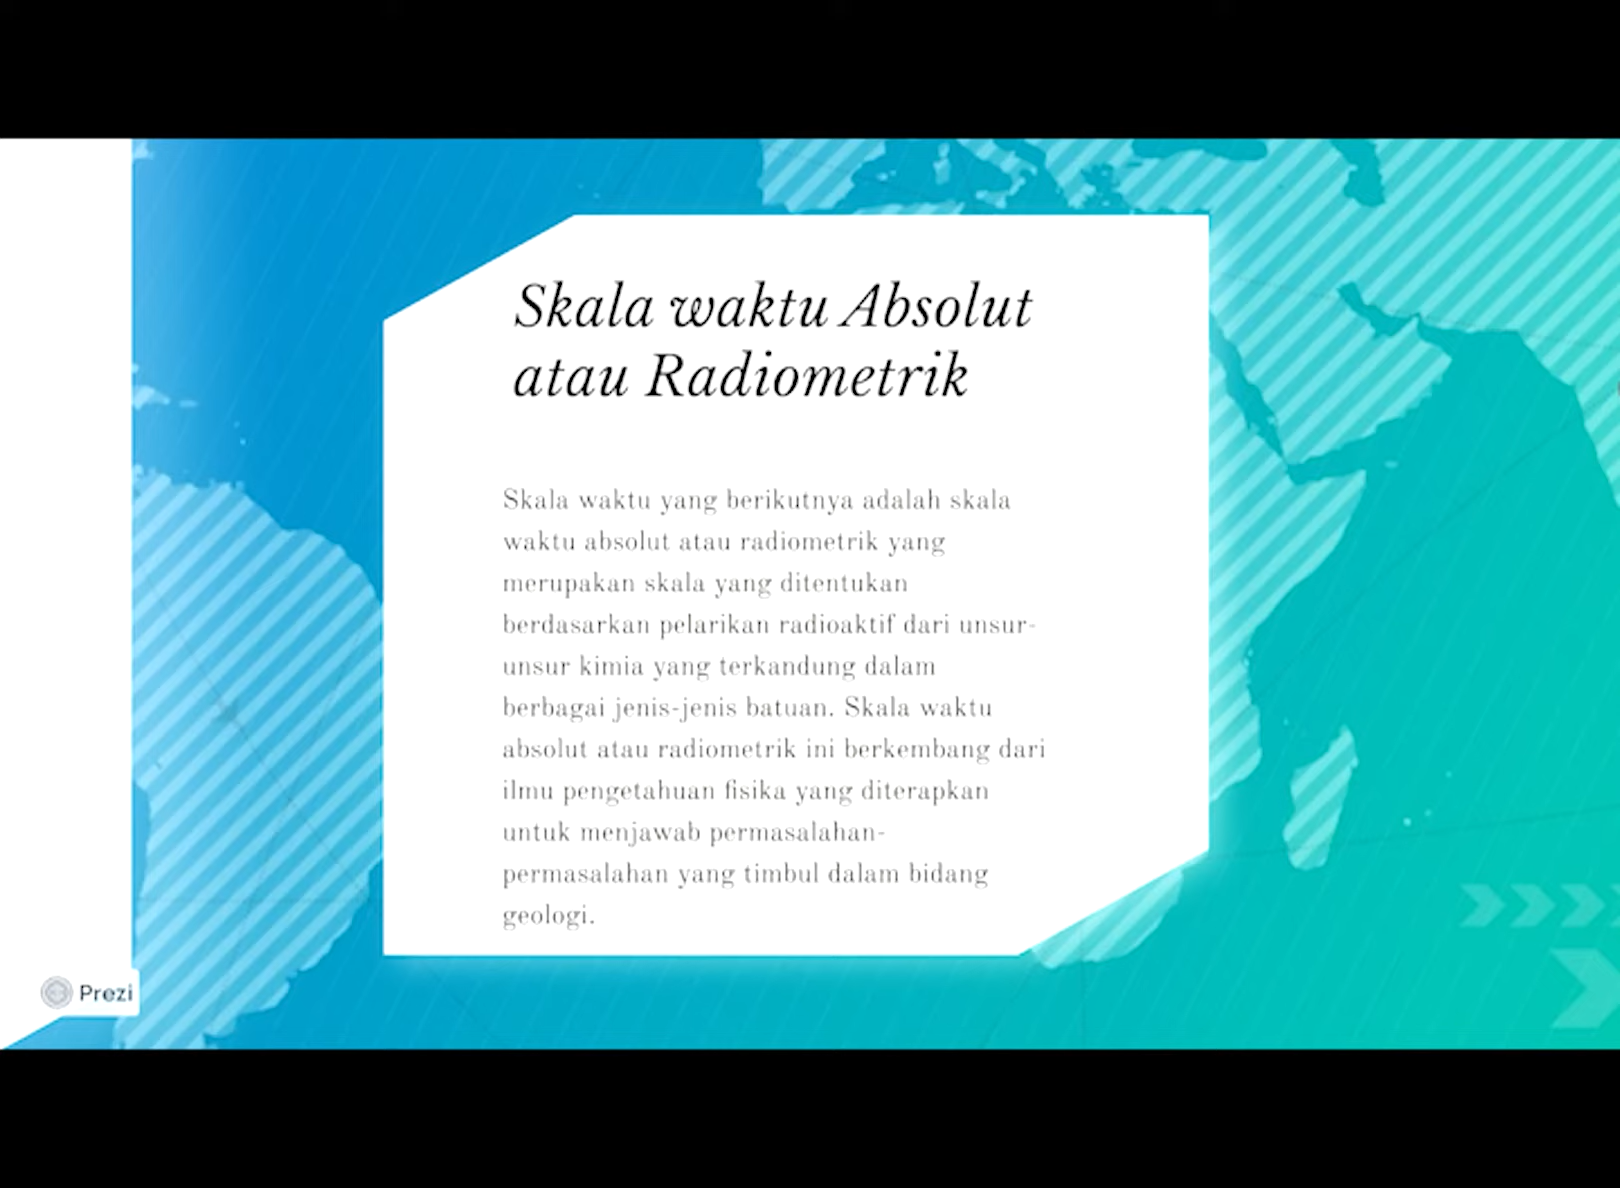 Skala waktu Absolut
atau Radiometrik
Skala waktu yang berikutnya adalah skala
waktu absolut atau radiometrik yang
merupakan skala yang ditentukan
berdasarkan pelarikan radioaktif dari unsur-
unsur kimia yang terkandung dalam
berbagai jenis-jenis batuan. Skala waktu
absolut atau radiometrik ini berkembang dari
ilmu pengetahuan fisika yang diterapkan
untuk menjawab permasalahan-
permasalahan yang timbul dalam bidang
geologi.
Prezi